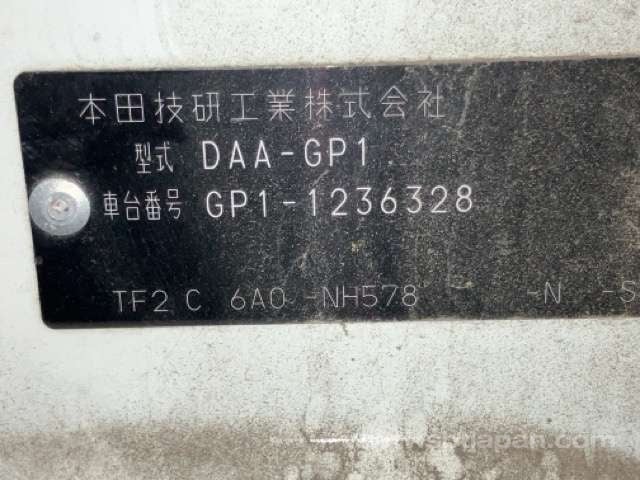 本田技研工業株式会社
型式 DAA-GP1
車台番号 GP1-1236328
TF2 C 6A0 -NH578 -N -S